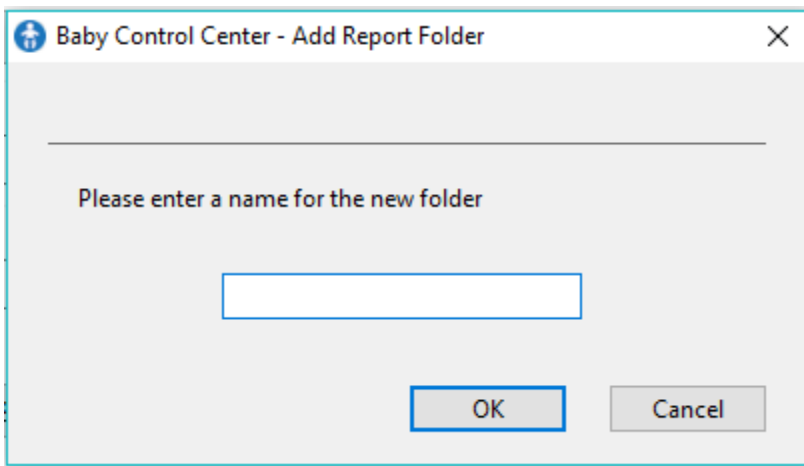 Baby Control Center - Add Report Folder
Please enter a name for the new folder
OK
Cancel